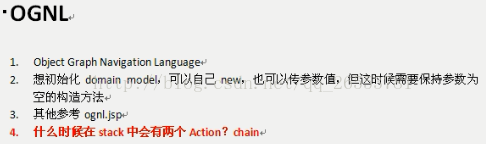 OGNL
1. Object Graph Navigation Language
2. 想初始化 domain model，可以自己 new，也可以传参数值，但这时候需要保持参数为
空的构造方法
3. 其他参考 ognl.jsp
4. 什么时候在 stack 中会有两个 Action？chain